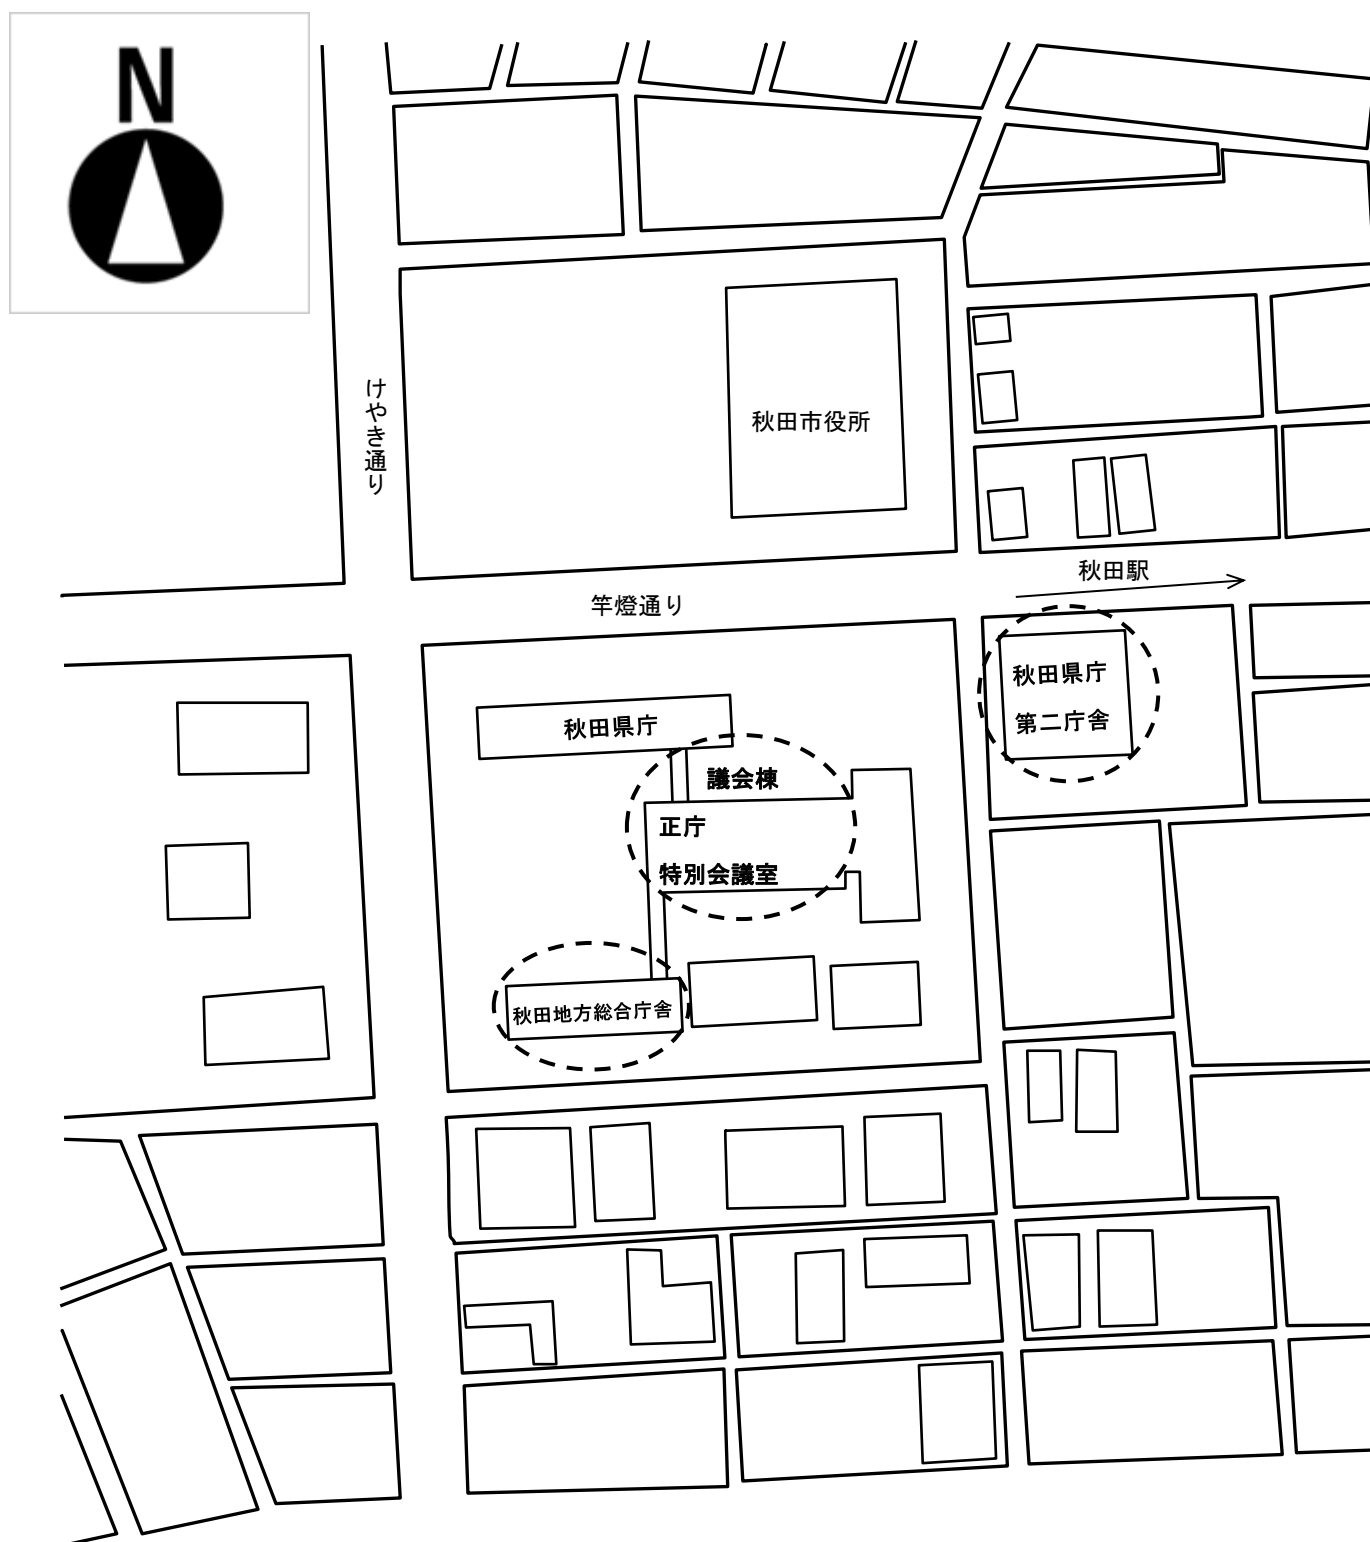 N
けやき通り
秋田市役所
秋田駅
竿燈通り
秋田県庁
第二庁舎
秋田県庁
議会棟
正庁
特別会議室
秋田地方総合庁舎